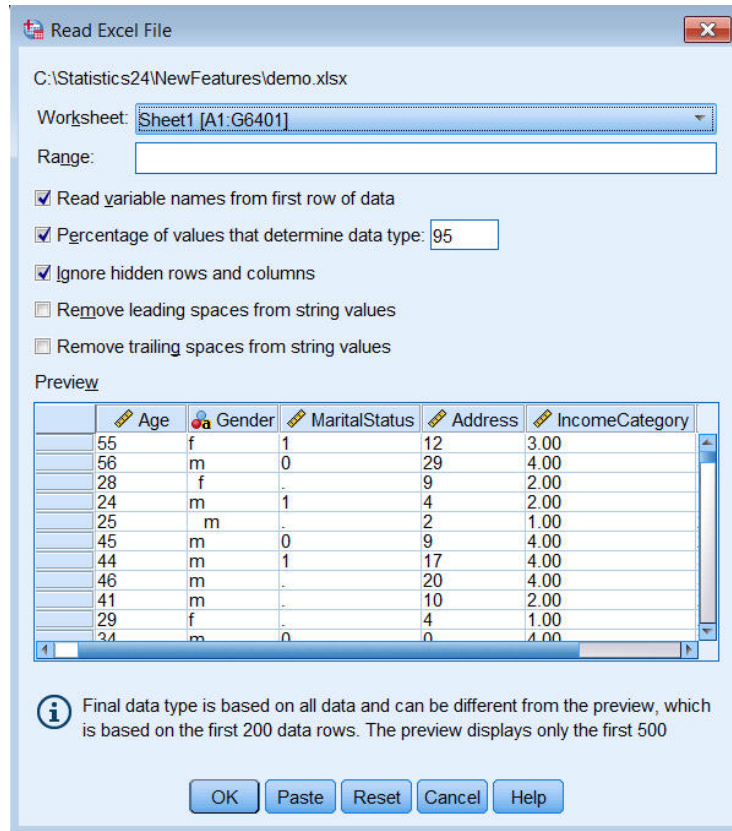 Read Excel File
C:\Statistics24\NewFeatures\demo.xlsx
Worksheet: Sheet1 [A1:G6401]
Range:
Read variable names from first row of data
Percentage of values that determine data type: 95
Ignore hidden rows and columns
Remove leading spaces from string values
Remove trailing spaces from string values
Preview
Age Gender MaritalStatus Address IncomeCategory
55 f 1 12 3.00
56 m 0 29 4.00
28 f . 9 2.00
24 m 1 4 2.00
25 m . 2 1.00
45 m 0 9 4.00
44 m 1 17 4.00
46 m . 20 4.00
41 m . 10 2.00
29 f . 4 1.00
34 m 0 0 4.00
Final data type is based on all data and can be different from the preview, which
is based on the first 200 data rows. The preview displays only the first 500
OK Paste Reset Cancel Help